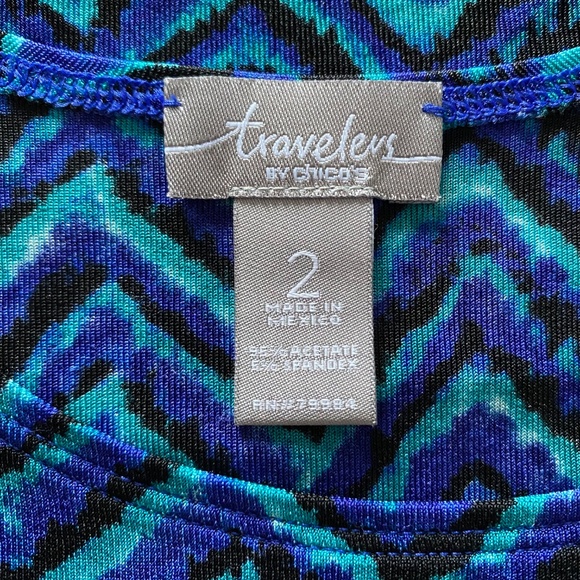 travelers
BY CHICO'S
2
MADE IN
MEXICO
95% ACETATE
5% SPANDEX
RN# 79984